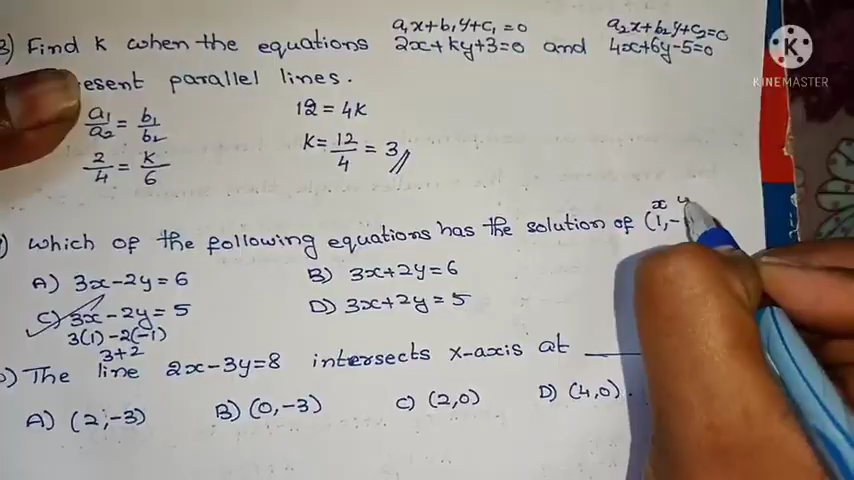 3) Find k when the equations 2x+ky+3=0 and 4x+6y-5=0
a₁x+b₁y+c₁=0 a₂x+b₂y+c₂=0
esent parallel lines.
a₁/a₂ = b₁/b₂
12 = 4k
2/4 = k/6
k = 12/4 = 3//
x y
) which of the following equations has the solution of (1,-
A) 3x-2y=6 B) 3x+2y=6
C) 3x-2y=5 D) 3x+2y=5
3(1)-2(-1)
3+2
) The line 2x-3y=8 intersects x-axis at ____
A) (2,-3) B) (0,-3) C) (2,0) D) (4,0).
K
KINEMASTER